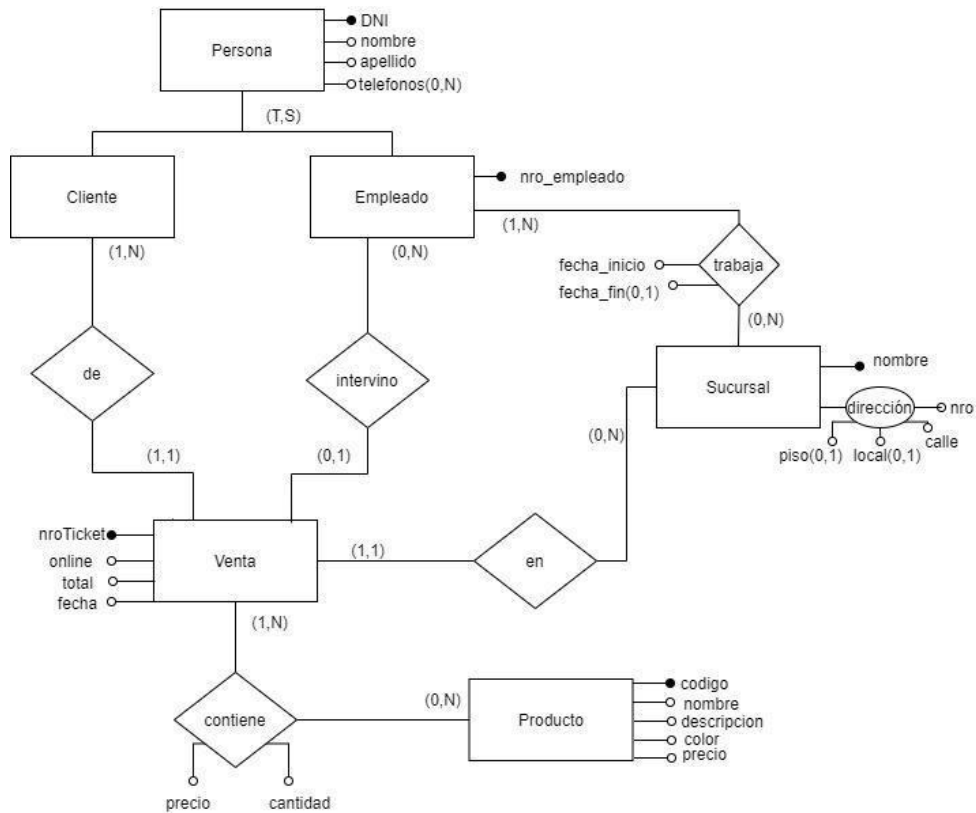 DNI
nombre
apellido
telefonos(0,N)
Persona
(T,S)
Cliente
Empleado
nro_empleado
(1,N)
(0,N)
(1,N)
fecha_inicio
trabaja
fecha_fin(0,1)
(0,N)
de
intervino
nombre
Sucursal
dirección
nro
calle
piso(0,1)
local(0,1)
(0,N)
(1,1)
(0,1)
nroTicket
online
total
fecha
Venta
(1,1)
en
(1,N)
contiene
(0,N)
Producto
codigo
nombre
descripcion
color
precio
precio
cantidad